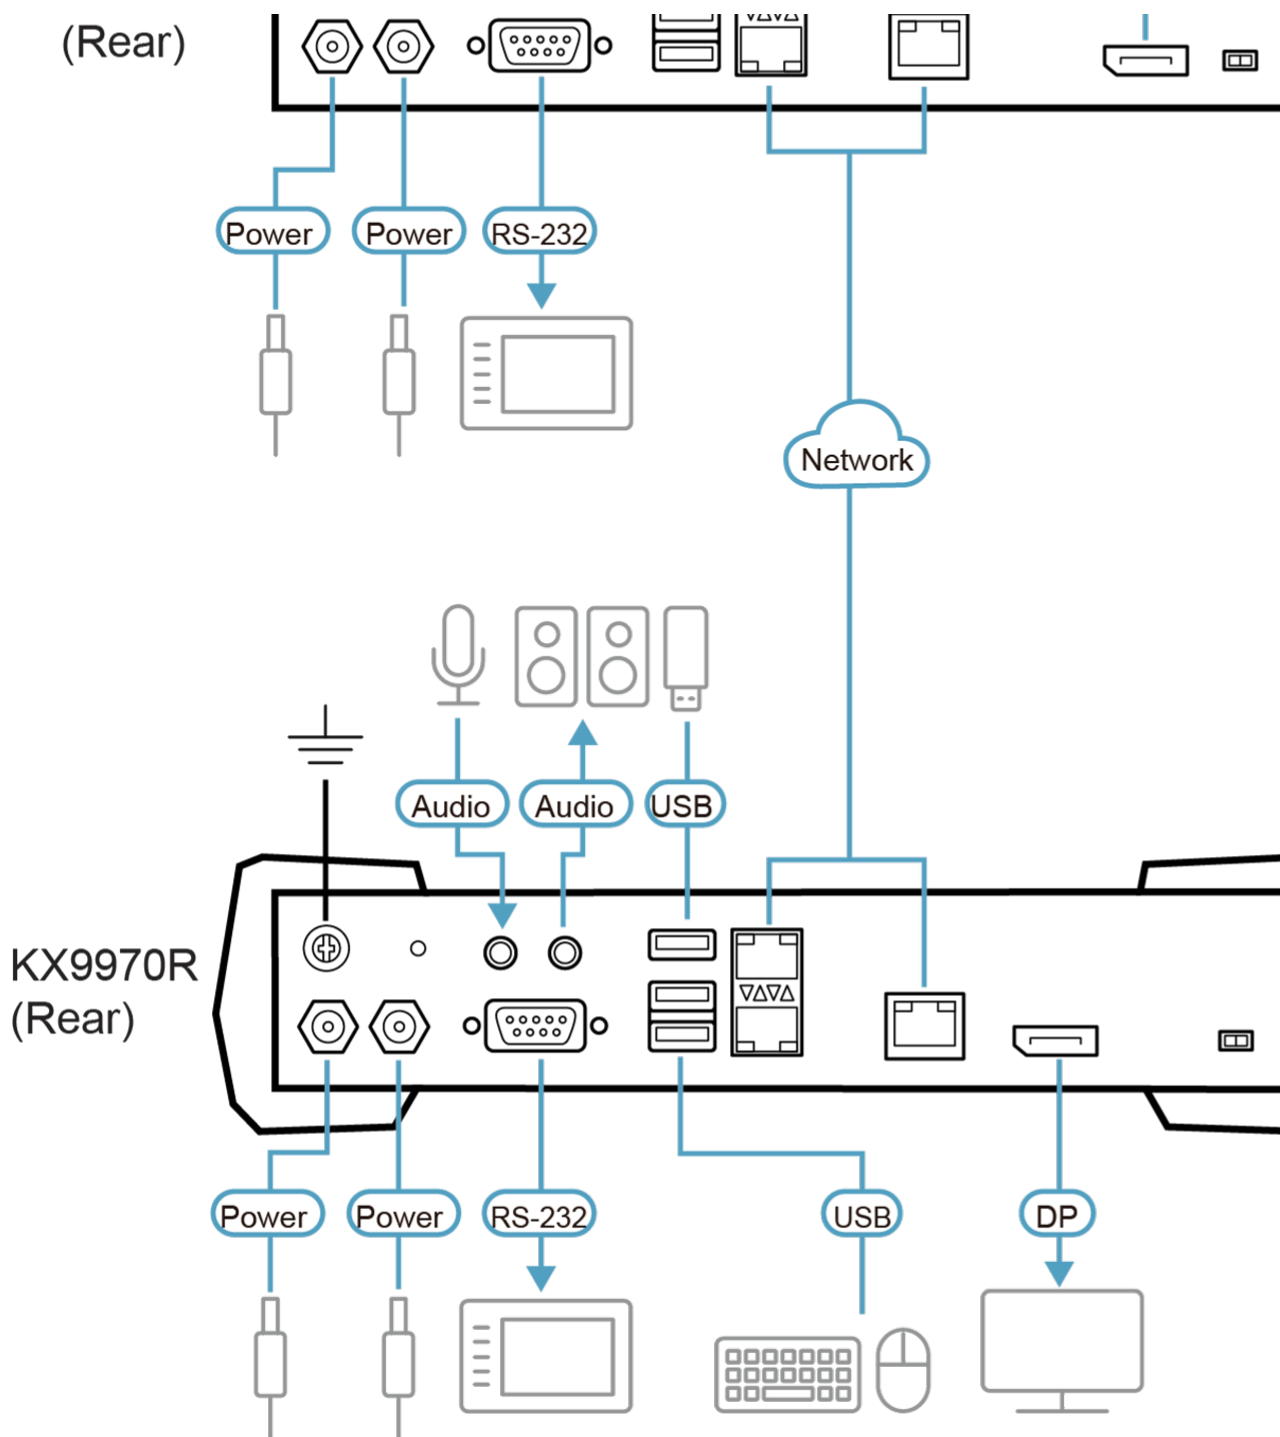 (Rear)
Power
Power
RS-232
Network
Audio
Audio
USB
KX9970R
(Rear)
Power
Power
RS-232
USB
DP